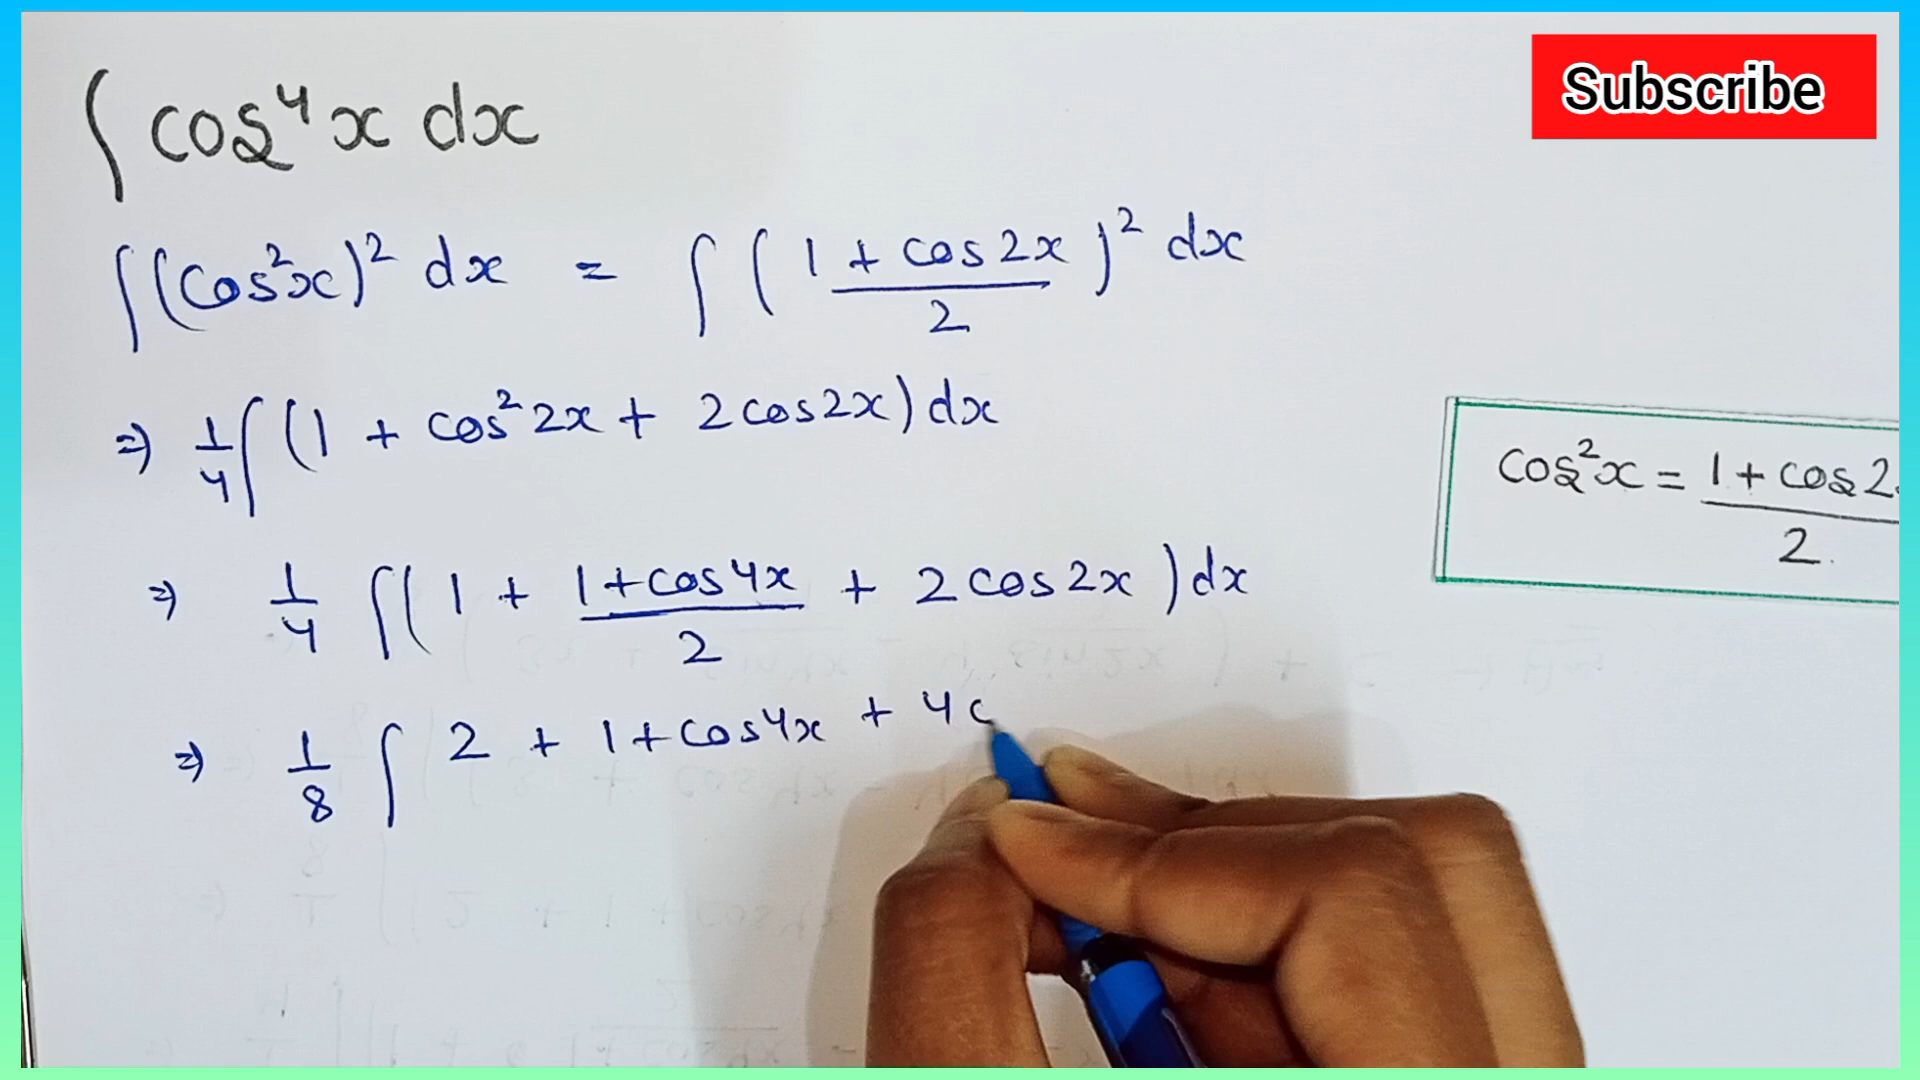 Subscribe
∫ cos⁴x dx
∫(cos²x)² dx = ∫ ( (1 + cos 2x) / 2 )² dx
⇒ 1/4 ∫ (1 + cos² 2x + 2 cos 2x) dx
cos²x = 1 + cos 2 / 2.
⇒ 1/4 ∫ ( 1 + (1 + cos 4x) / 2 + 2 cos 2x ) dx
⇒ 1/8 ∫ 2 + 1 + cos 4x + 4c